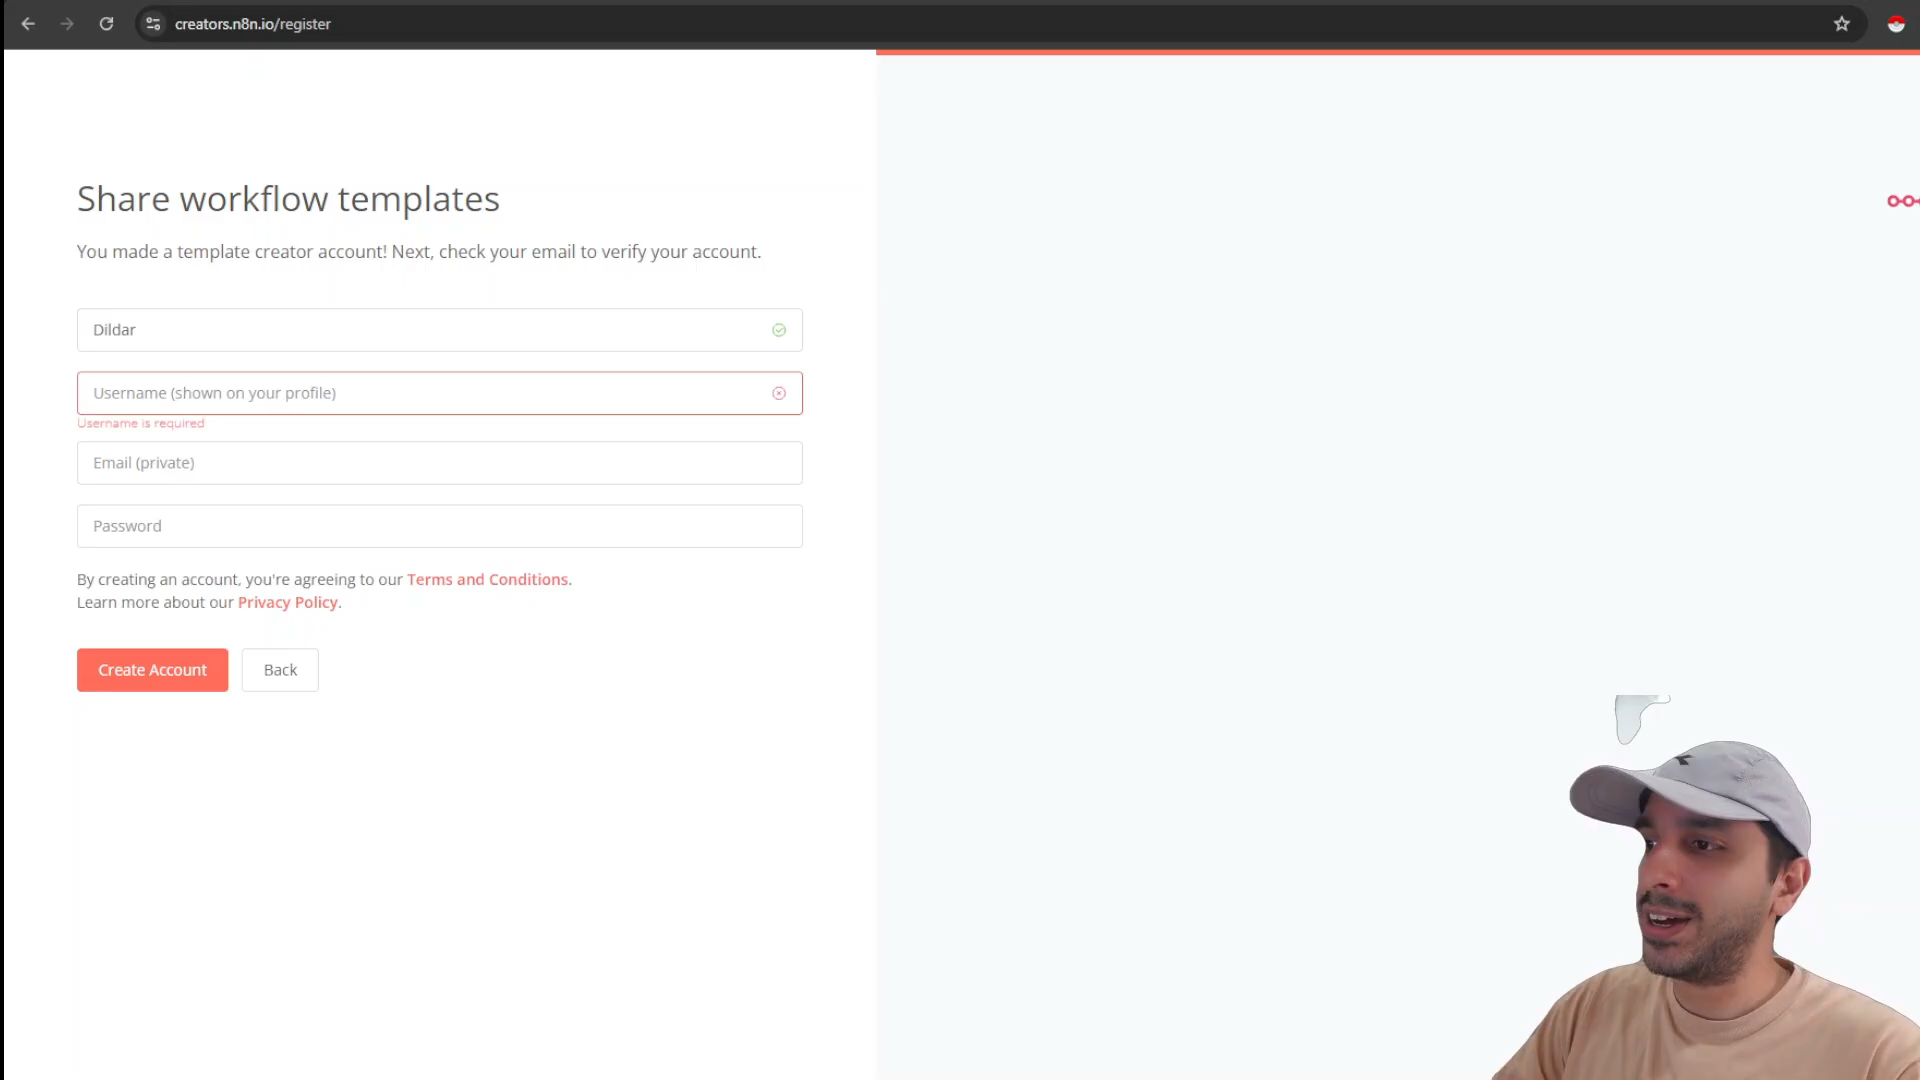 creators.n8n.io/register
Share workflow templates
You made a template creator account! Next, check your email to verify your account.
Dildar
Username (shown on your profile)
Username is required
Email (private)
Password
By creating an account, you're agreeing to our Terms and Conditions.
Learn more about our Privacy Policy.
Create Account
Back